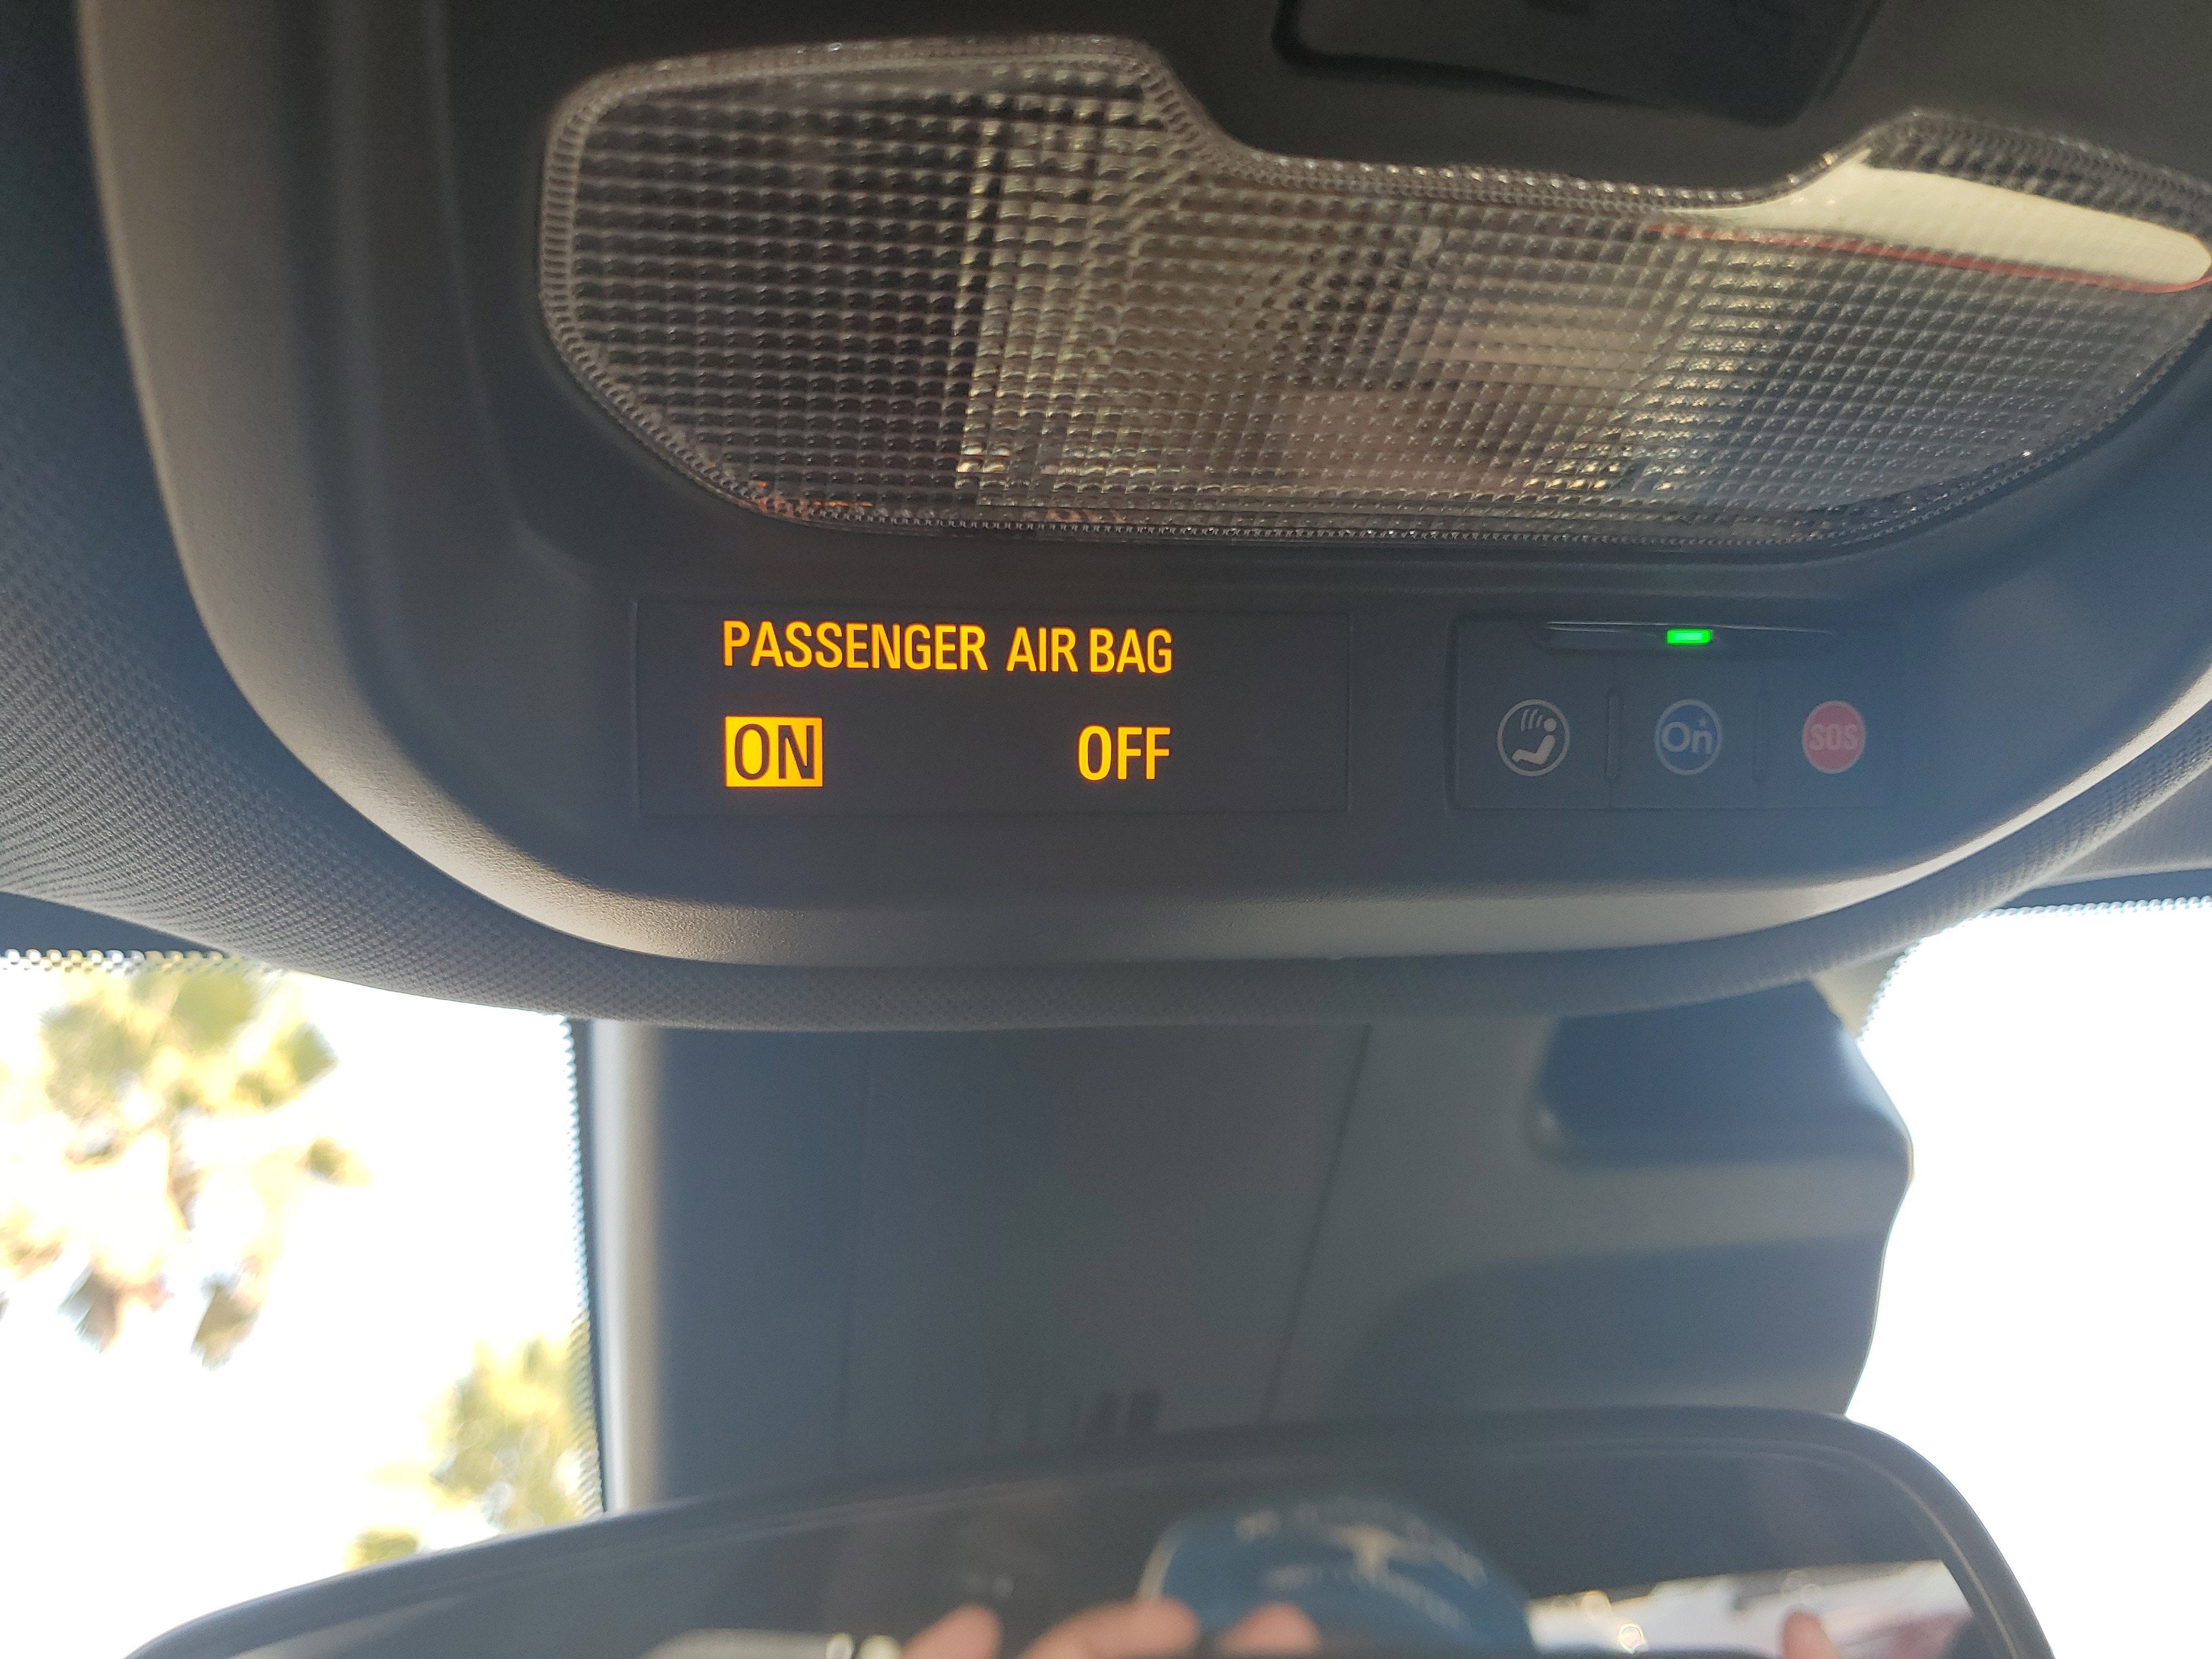 PASSENGER AIR BAG
ON OFF
On
SOS